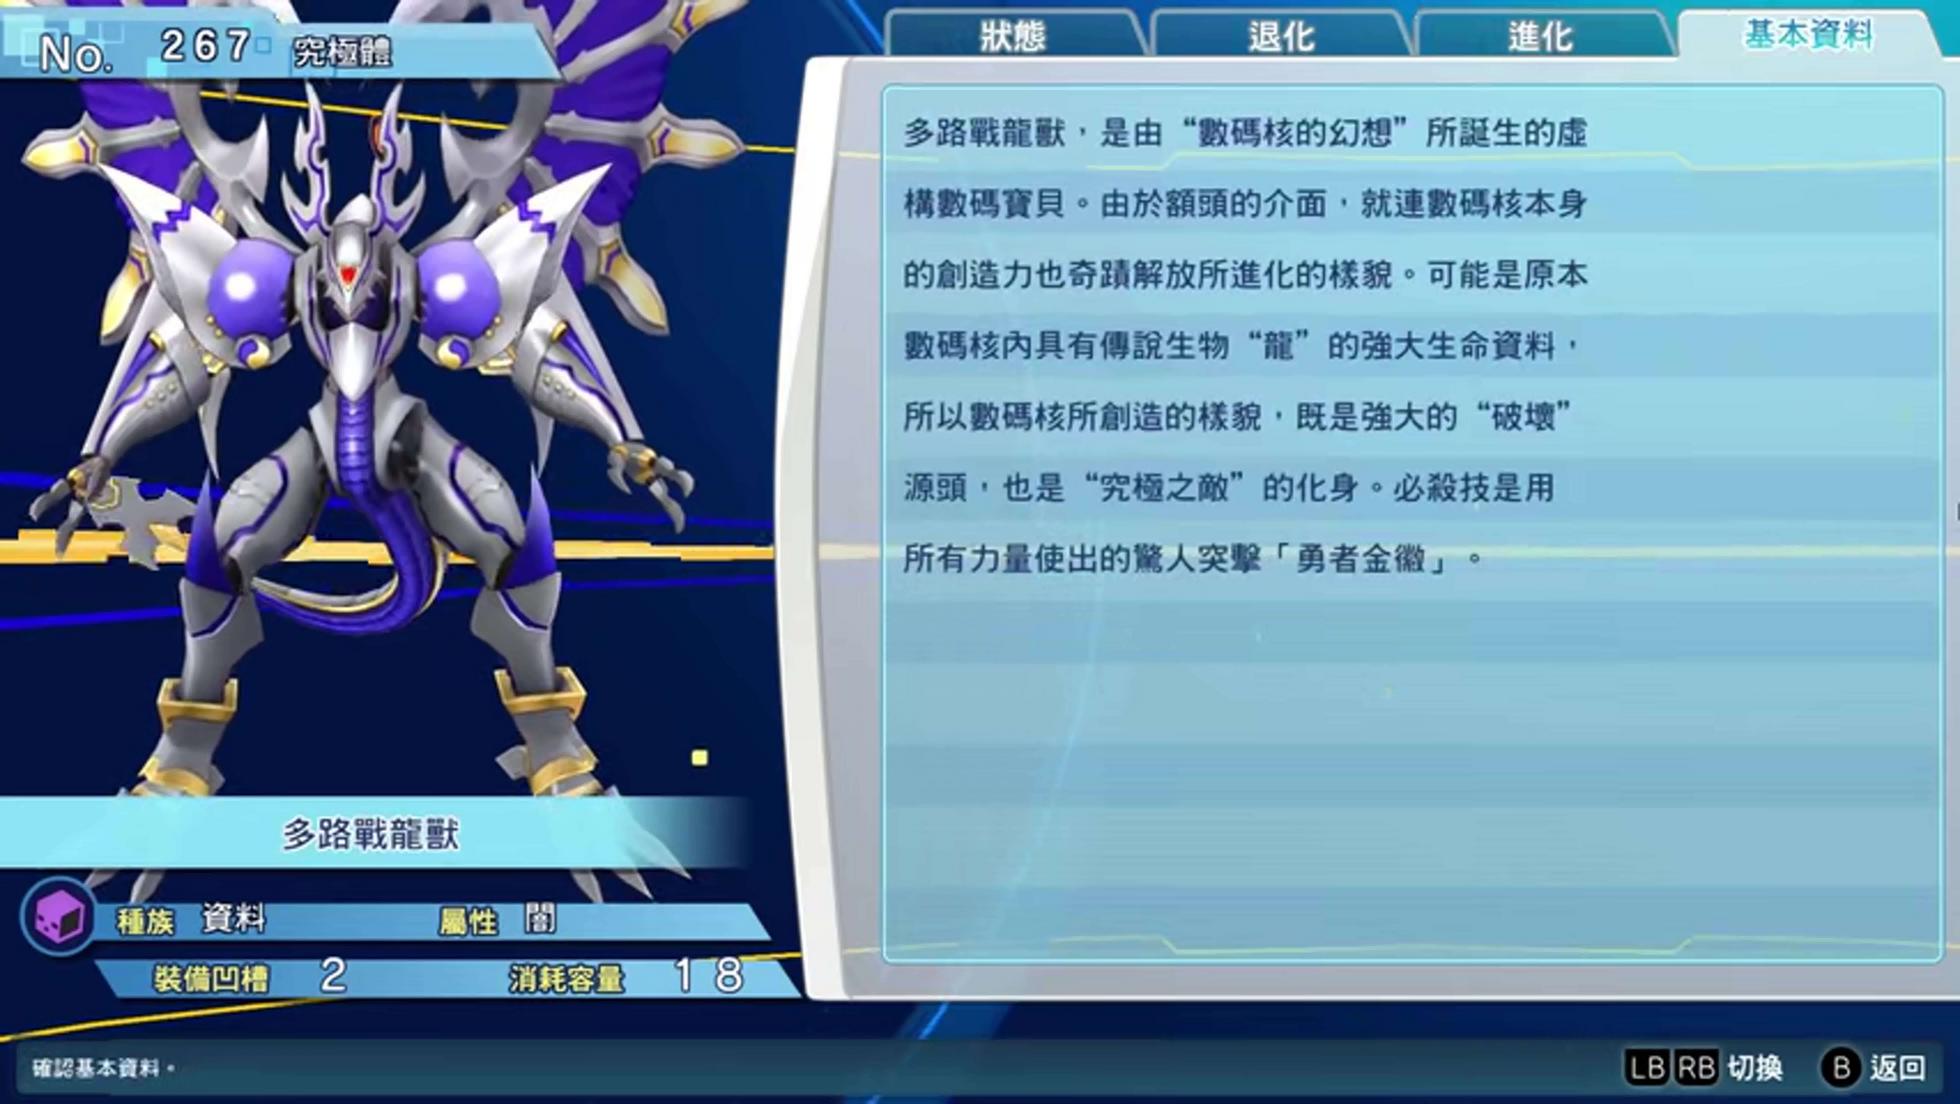 No. 267 究極體
狀態 退化 進化 基本資料
多路戰龍獸，是由“數碼核的幻想”所誕生的虛
構數碼寶貝。由於額頭的介面，就連數碼核本身
的創造力也奇蹟解放所進化的樣貌。可能是原本
數碼核內具有傳說生物“龍”的強大生命資料，
所以數碼核所創造的樣貌，既是強大的“破壞”
源頭，也是“究極之敵”的化身。必殺技是用
所有力量使出的驚人突擊「勇者金徽」。
多路戰龍獸
種族 資料 屬性 闇
裝備凹槽 2 消耗容量 18
確認基本資料。
LB RB 切換 B 返回